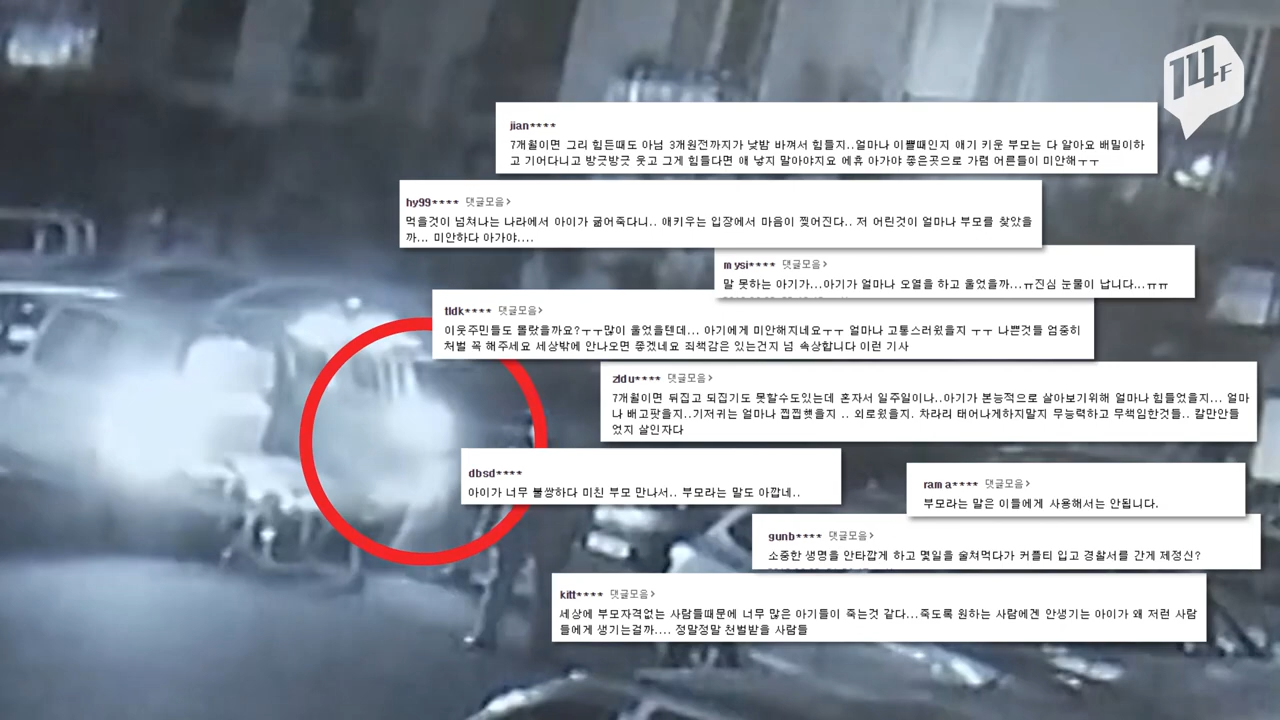 14F
jian****
7개월이면 그리 힘든때도 아님 3개원전까지가 낮밤 바껴서 힘들지..얼마나 이쁠때인지 애기 키운 부모는 다 알아요 배밀이하
고 기어다니고 방긋방긋 웃고 그게 힘들다면 애 낳지 말아야지요 에휴 아가야 좋은곳으로 가렴 어른들이 미안해ㅜㅜ
hy99**** 댓글모음>
먹을것이 넘쳐나는 나라에서 아이가 굶어죽다니.. 애키우는 입장에서 마음이 찢어진다.. 저 어린것이 얼마나 부모를 찾았을
까... 미안하다 아가야....
mysi**** 댓글모음>
말 못하는 아기가...아기가 얼마나 오열을 하고 울었을까...ㅠ진심 눈물이 납니다...ㅠㅠ
tldk**** 댓글모음>
이웃주민들도 몰랐을까요?ㅜㅜ많이 울었을텐데... 아기에게 미안해지네요ㅜㅜ 얼마나 고통스러웠을지 ㅜㅜ 나쁜것들 엄중히
처벌 꼭 해주세요 세상밖에 안나오면 좋겠네요 죄책감은 있는건지 넘 속상합니다 이런 기사
zldu**** 댓글모음>
7개월이면 뒤집고 되집기도 못할수도있는데 혼자서 일주일이나..아기가 본능적으로 살아보기위해 얼마나 힘들었을지... 얼마
나 배고팟을지..기저귀는 얼마나 찝찝햇을지 .. 외로웠을지. 차라리 태어나게하지말지 무능력하고 무책임한것들.. 칼만안들
었지 살인자다
dbsd****
아이가 너무 불쌍하다 미친 부모 만나서.. 부모라는 말도 아깝네..
rama**** 댓글모음>
부모라는 말은 이들에게 사용해서는 안됩니다.
gunb**** 댓글모음>
소중한 생명을 안타깝게 하고 몇일을 술쳐먹다가 커플티 입고 경찰서를 간게 제정신?
kitt**** 댓글모음>
세상에 부모자격없는 사람들때문에 너무 많은 아기들이 죽는것 같다...죽도록 원하는 사람에겐 안생기는 아이가 왜 저런 사람
들에게 생기는걸까.... 정말정말 천벌받을 사람들